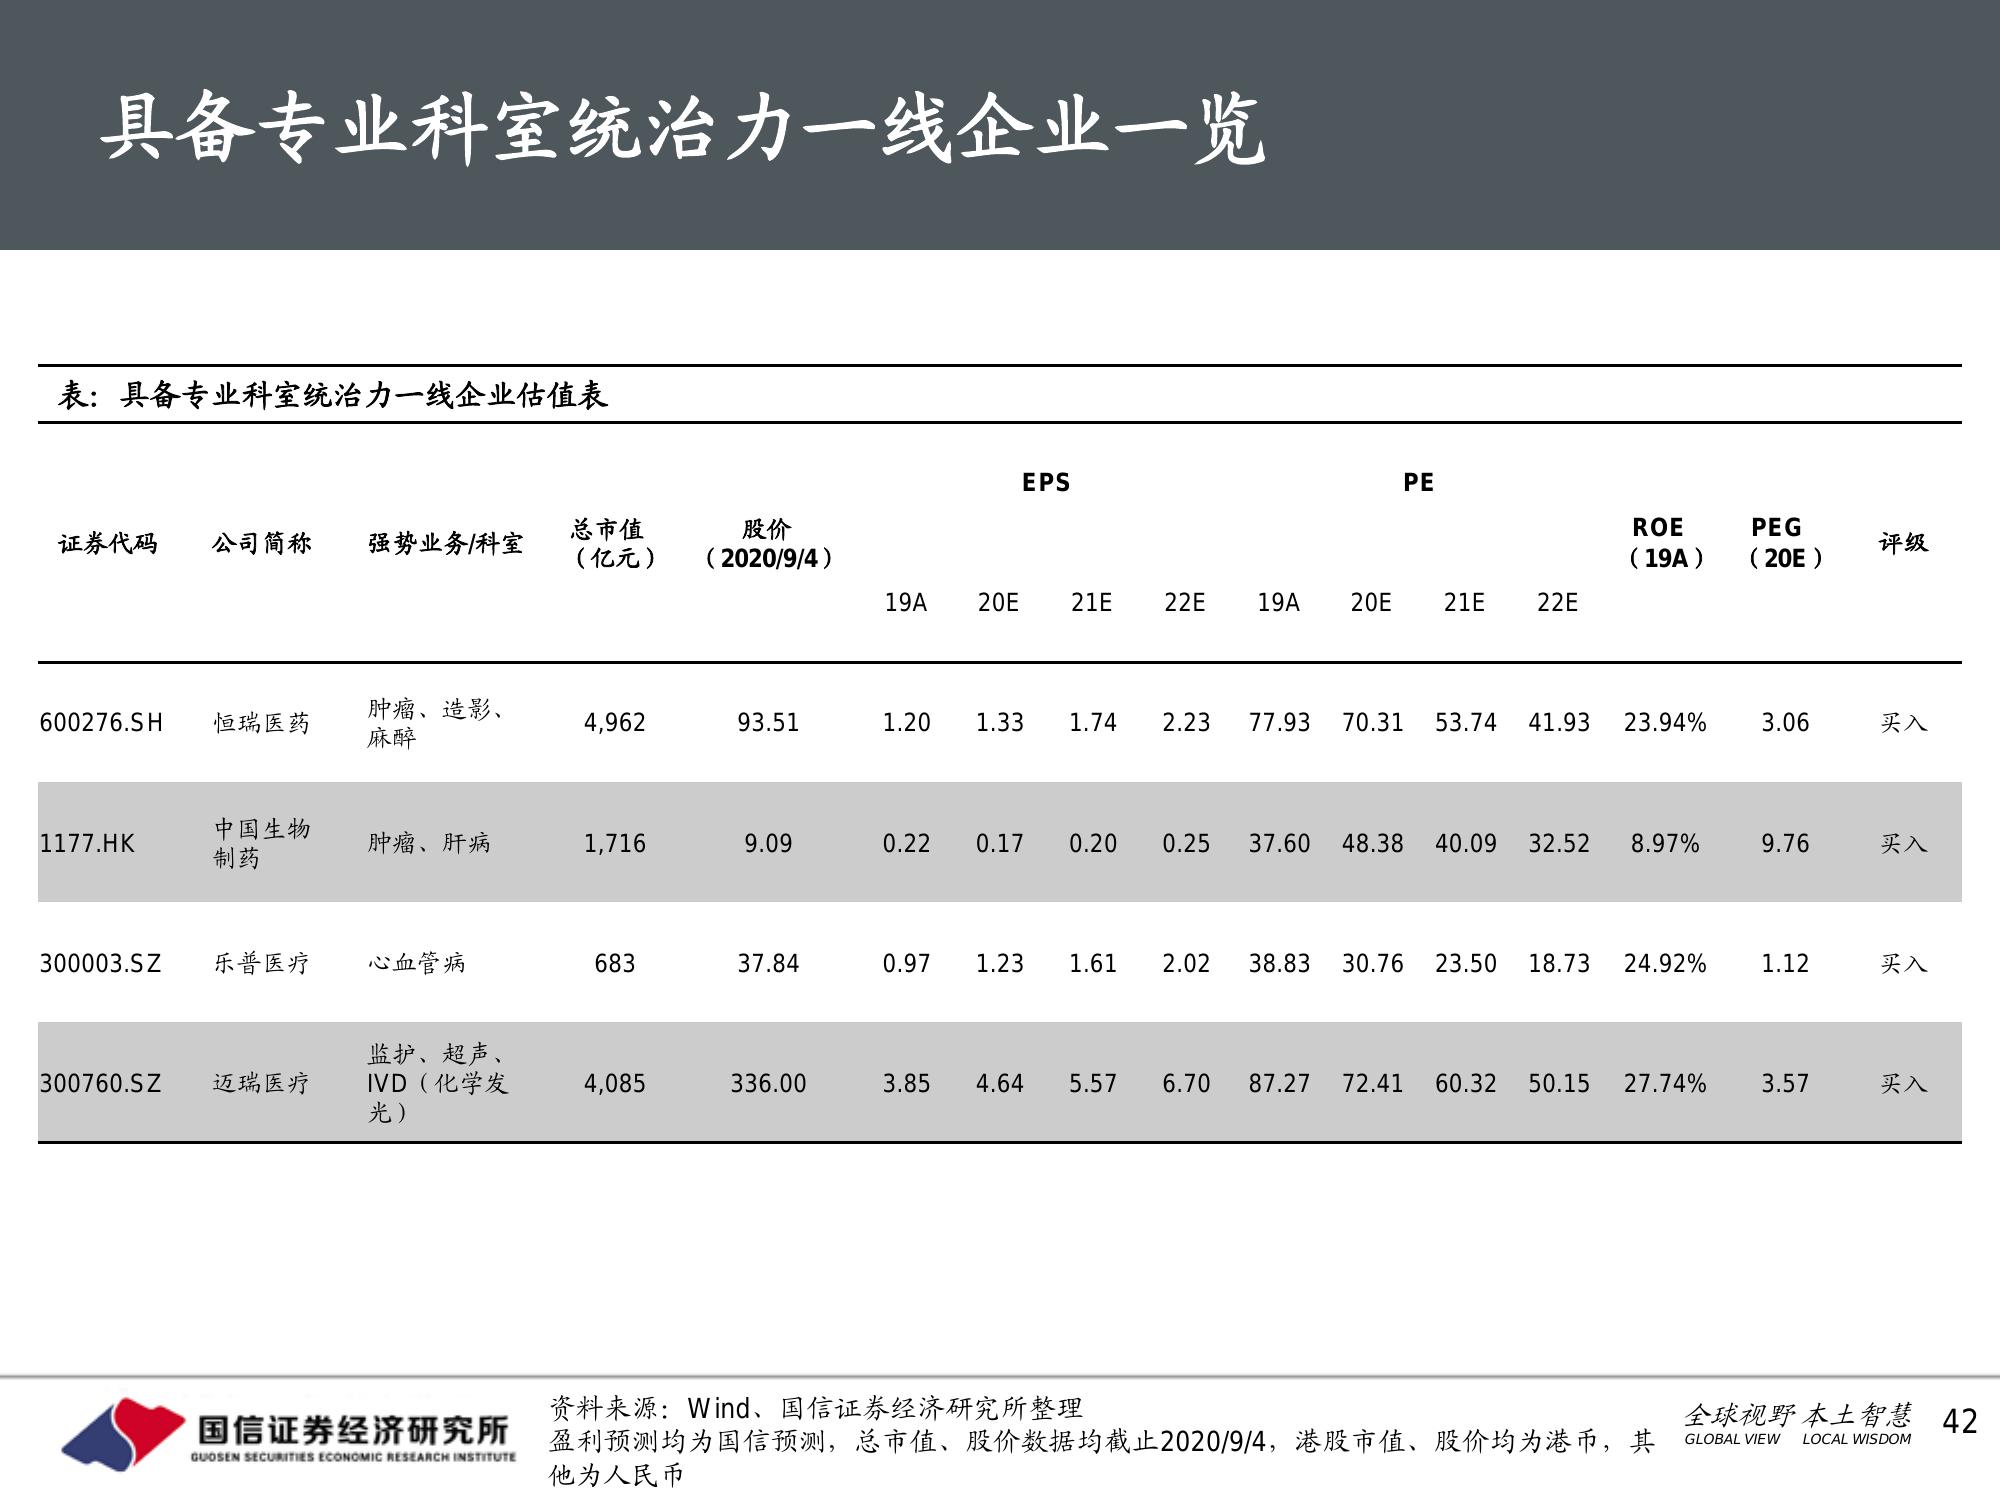 具备专业科室统治力一线企业一览
表：具备专业科室统治力一线企业估值表
证券代码 公司简称 强势业务/科室 总市值（亿元） 股价（2020/9/4） EPS PE ROE（19A） PEG（20E） 评级
19A 20E 21E 22E 19A 20E 21E 22E
600276.SH 恒瑞医药 肿瘤、造影、麻醉 4,962 93.51 1.20 1.33 1.74 2.23 77.93 70.31 53.74 41.93 23.94% 3.06 买入
1177.HK 中国生物制药 肿瘤、肝病 1,716 9.09 0.22 0.17 0.20 0.25 37.60 48.38 40.09 32.52 8.97% 9.76 买入
300003.SZ 乐普医疗 心血管病 683 37.84 0.97 1.23 1.61 2.02 38.83 30.76 23.50 18.73 24.92% 1.12 买入
300760.SZ 迈瑞医疗 监护、超声、IVD（化学发光） 4,085 336.00 3.85 4.64 5.57 6.70 87.27 72.41 60.32 50.15 27.74% 3.57 买入
国信证券经济研究所
GUOSEN SECURITIES ECONOMIC RESEARCH INSTITUTE
资料来源：Wind、国信证券经济研究所整理
盈利预测均为国信预测，总市值、股价数据均截止2020/9/4，港股市值、股价均为港币，其
他为人民币
全球视野 本土智慧
GLOBAL VIEW LOCAL WISDOM
42